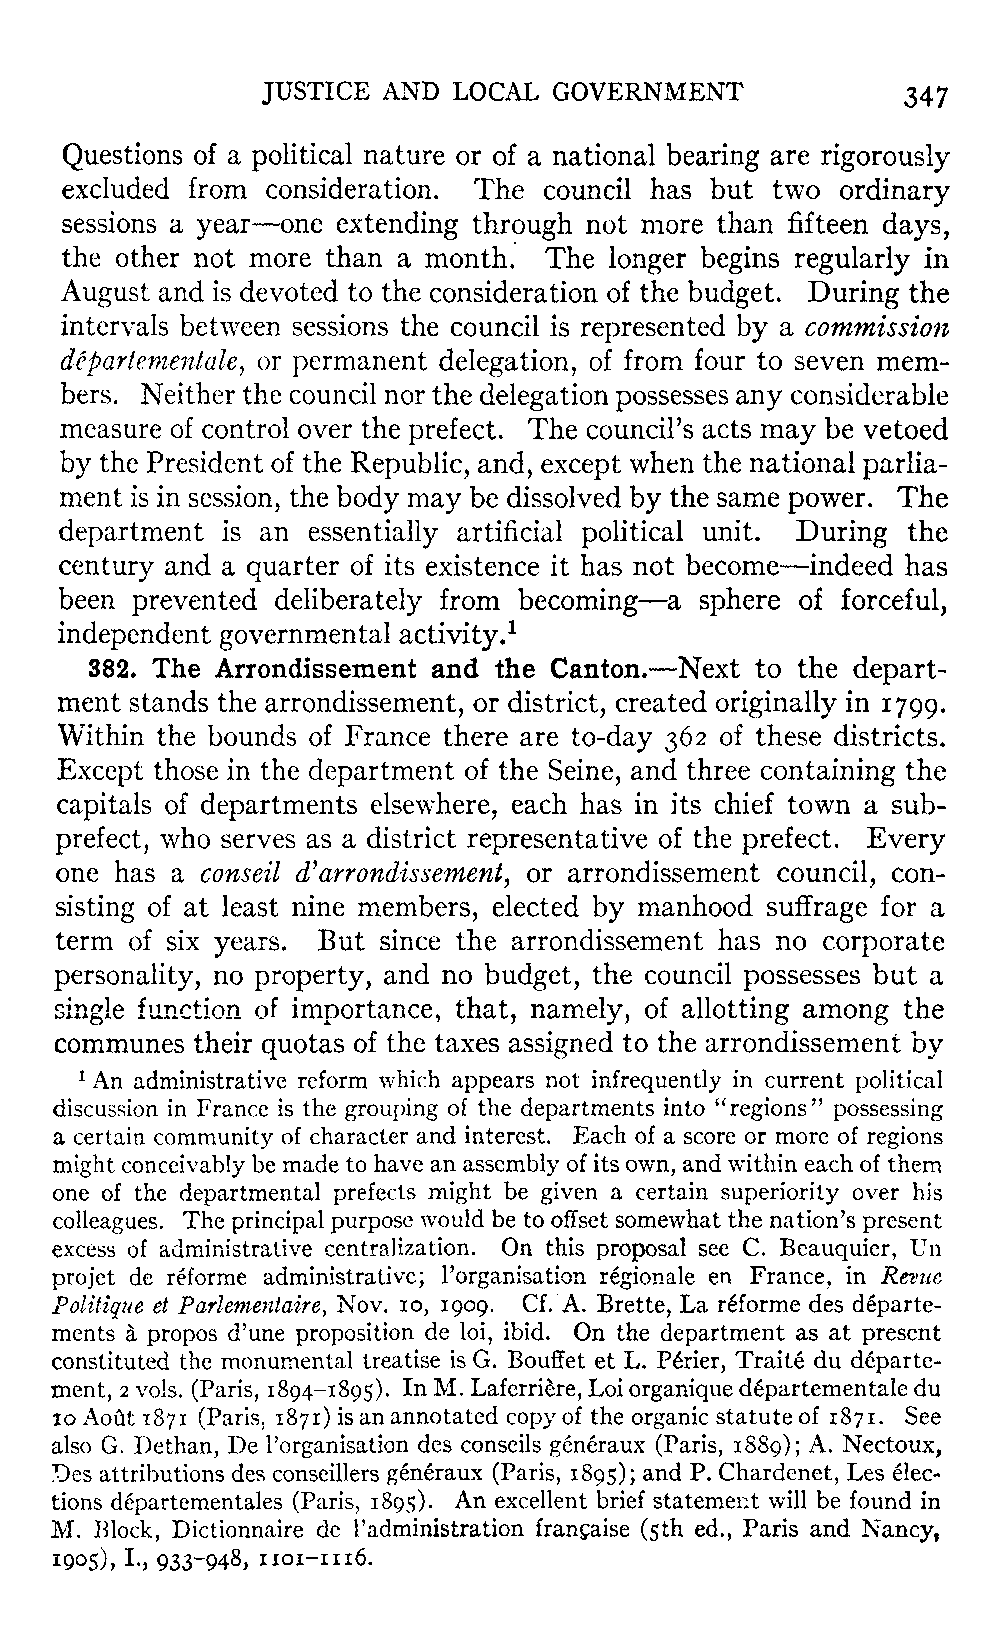 JUSTICE AND LOCAL GOVERNMENT 347
Questions of a political nature or of a national bearing are rigorously
excluded from consideration. The council has but two ordinary
sessions a year—one extending through not more than fifteen days,
the other not more than a month. The longer begins regularly in
August and is devoted to the consideration of the budget. During the
intervals between sessions the council is represented by a commission
départementale, or permanent delegation, of from four to seven mem-
bers. Neither the council nor the delegation possesses any considerable
measure of control over the prefect. The council's acts may be vetoed
by the President of the Republic, and, except when the national parlia-
ment is in session, the body may be dissolved by the same power. The
department is an essentially artificial political unit. During the
century and a quarter of its existence it has not become—indeed has
been prevented deliberately from becoming—a sphere of forceful,
independent governmental activity.¹
382. The Arrondissement and the Canton.—Next to the depart-
ment stands the arrondissement, or district, created originally in 1799.
Within the bounds of France there are to-day 362 of these districts.
Except those in the department of the Seine, and three containing the
capitals of departments elsewhere, each has in its chief town a sub-
prefect, who serves as a district representative of the prefect. Every
one has a conseil d'arrondissement, or arrondissement council, con-
sisting of at least nine members, elected by manhood suffrage for a
term of six years. But since the arrondissement has no corporate
personality, no property, and no budget, the council possesses but a
single function of importance, that, namely, of allotting among the
communes their quotas of the taxes assigned to the arrondissement by
¹ An administrative reform which appears not infrequently in current political
discussion in France is the grouping of the departments into "regions" possessing
a certain community of character and interest. Each of a score or more of regions
might conceivably be made to have an assembly of its own, and within each of them
one of the departmental prefects might be given a certain superiority over his
colleagues. The principal purpose would be to offset somewhat the nation's present
excess of administrative centralization. On this proposal see C. Beauquier, Un
projet de réforme administrative; l'organisation régionale en France, in Revue
Politique et Parlementaire, Nov. 10, 1909. Cf. A. Brette, La réforme des départe-
ments à propos d'une proposition de loi, ibid. On the department as at present
constituted the monumental treatise is G. Bouffet et L. Périer, Traité du départe-
ment, 2 vols. (Paris, 1894–1895). In M. Laferrière, Loi organique départementale du
10 Août 1871 (Paris, 1871) is an annotated copy of the organic statute of 1871. See
also G. Dethan, De l'organisation des conseils généraux (Paris, 1889); A. Nectoux,
Des attributions des conseillers généraux (Paris, 1895); and P. Chardenet, Les élec-
tions départementales (Paris, 1895). An excellent brief statement will be found in
M. Block, Dictionnaire de l'administration française (5th ed., Paris and Nancy,
1905), I., 933–948, 1101–1116.